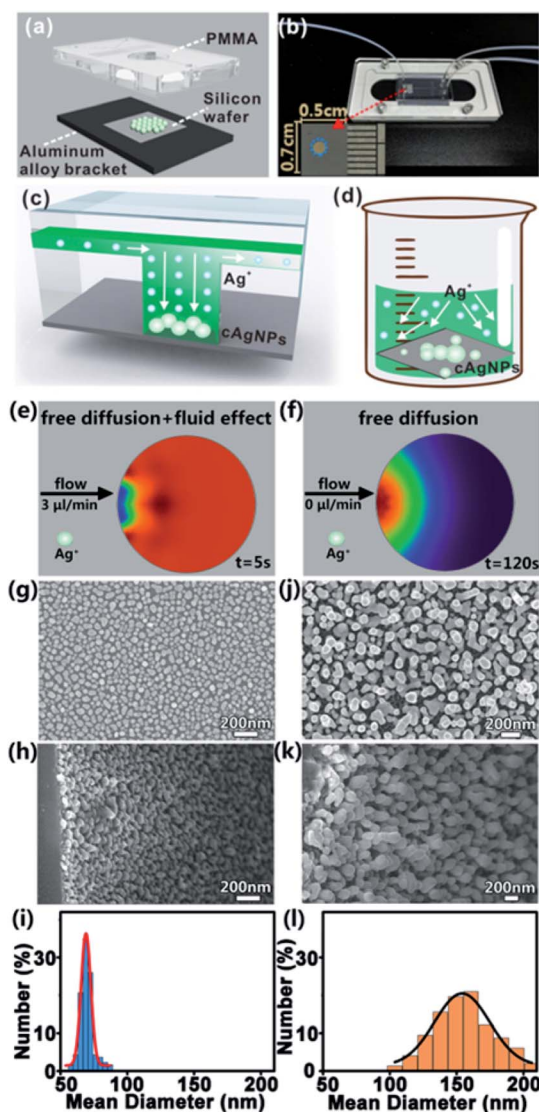 (a)
PMMA
Silicon
wafer
Aluminum
alloy bracket
(b)
0.5cm
0.7cm
(c)
Ag⁺
cAgNPs
(d)
Ag⁺
cAgNPs
(e)
free diffusion+fluid effect
flow
3 μl/min
Ag⁺
t=5s
(f)
free diffusion
flow
0 μl/min
Ag⁺
t=120s
(g)
200nm
(j)
200nm
(h)
200nm
(k)
200nm
(i)
Number (%)
30
10
0
50
100
150
200
Mean Diameter (nm)
(l)
Number (%)
30
10
0
50
100
150
200
Mean Diameter (nm)